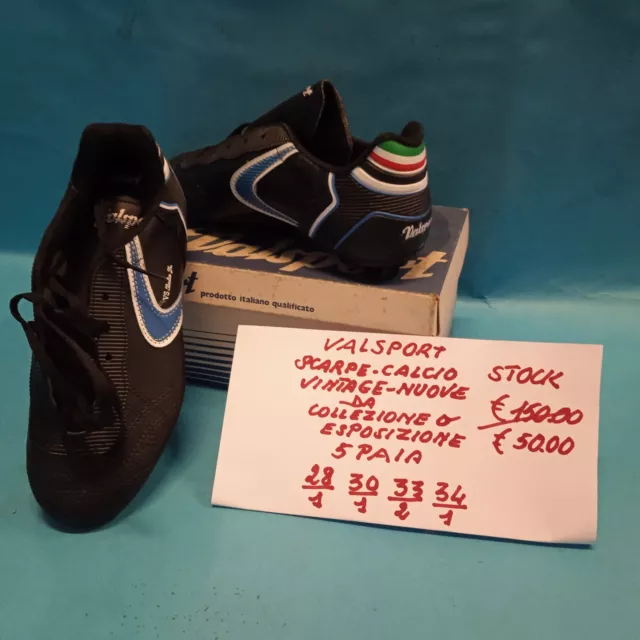 Valsport
VALSPORT
prodotto italiano qualificato
VALSPORT
SCARPE-CALCIO
VINTAGE-NUOVE
DA
COLLEZIONE O
ESPOSIZIONE
5 PAIA
28 30 33 34
1 1 2 1
STOCK
€ 150.00
€ 50.00